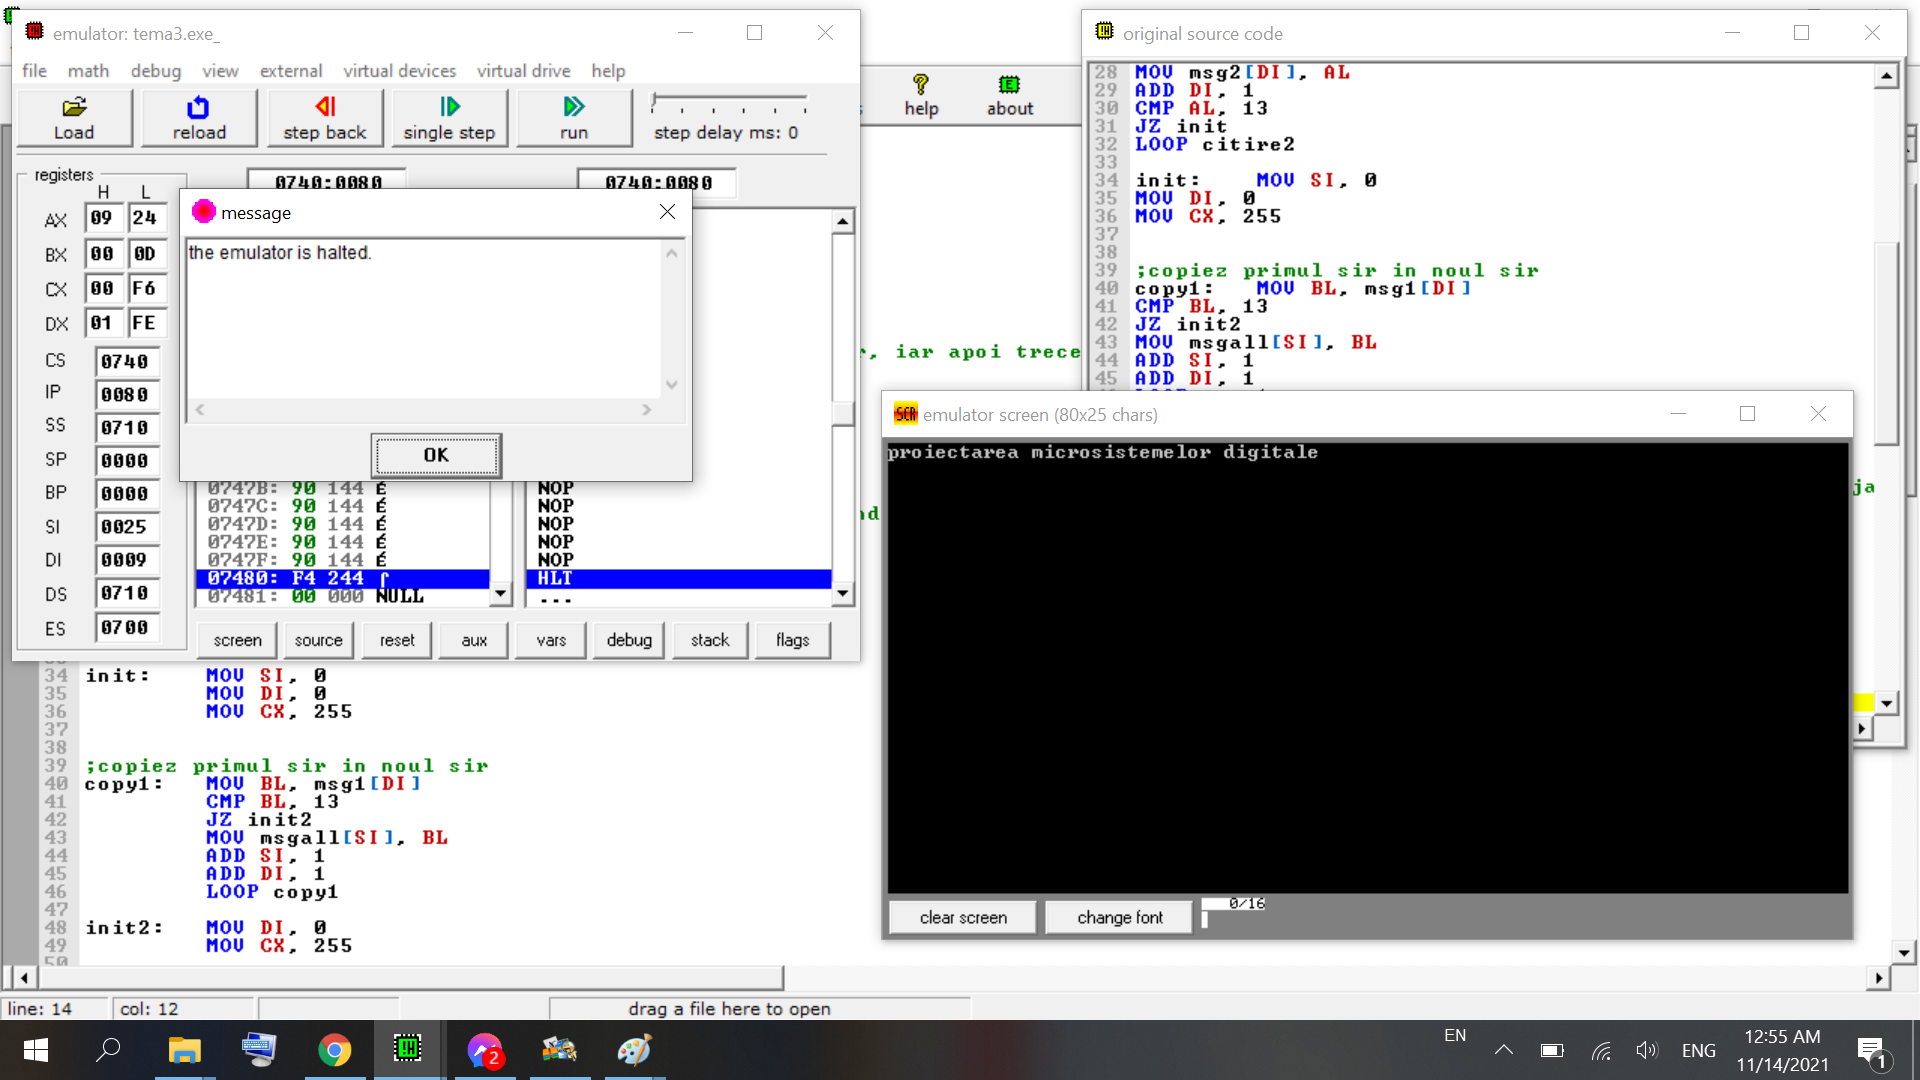 emulator: tema3.exe_
file math debug view external virtual devices virtual drive help
Load reload step back single step run step delay ms: 0
help about
registers
H L
0740:0080 0740:0080
AX 09 24
BX 00 0D
CX 00 F6
DX 01 FE
CS 0740
IP 0080
SS 0710
SP 0000
BP 0000
SI 0025
DI 0009
DS 0710
ES 0700
message
the emulator is halted.
OK
0747B: 90 144 É NOP
0747C: 90 144 É NOP
0747D: 90 144 É NOP
0747E: 90 144 É NOP
0747F: 90 144 É NOP
07480: F4 244 ⌠ HLT
07481: 00 000 NULL ...
screen source reset aux vars debug stack flags
r, iar apoi trece
nd
ja
original source code
28 MOV msg2[DI], AL
29 ADD DI, 1
30 CMP AL, 13
31 JZ init
32 LOOP citire2
33
34 init: MOV SI, 0
35 MOV DI, 0
36 MOV CX, 255
37
38
39 ;copiez primul sir in noul sir
40 copy1: MOV BL, msg1[DI]
41 CMP BL, 13
42 JZ init2
43 MOV msgall[SI], BL
44 ADD SI, 1
45 ADD DI, 1
SCR emulator screen (80x25 chars)
proiectarea microsistemelor digitale
clear screen change font 0/16
34 init: MOV SI, 0
35 MOV DI, 0
36 MOV CX, 255
37
38
39 ;copiez primul sir in noul sir
40 copy1: MOV BL, msg1[DI]
41 CMP BL, 13
42 JZ init2
43 MOV msgall[SI], BL
44 ADD SI, 1
45 ADD DI, 1
46 LOOP copy1
47
48 init2: MOV DI, 0
49 MOV CX, 255
50
line: 14 col: 12 drag a file here to open
2
EN
ENG
12:55 AM
11/14/2021
1